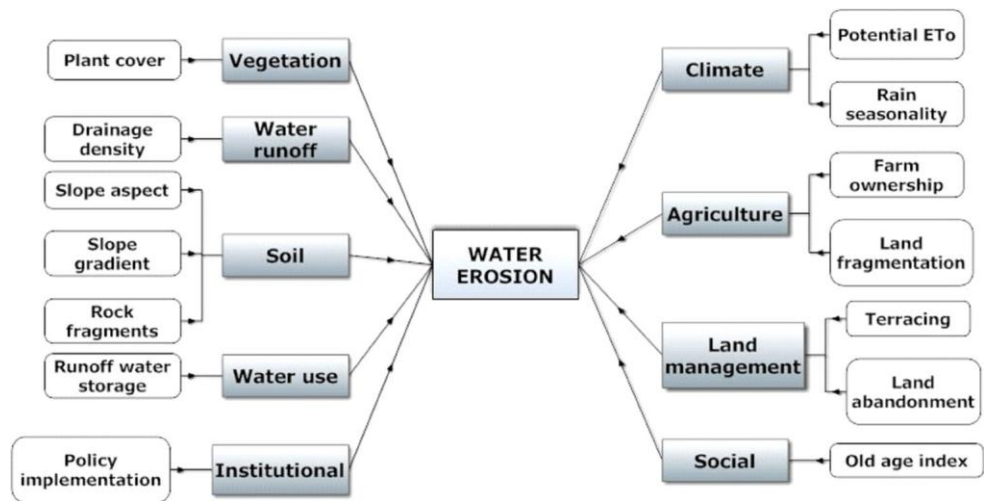 Plant cover
Vegetation
Drainage
density
Water
runoff
Slope aspect
Slope
gradient
Rock
fragments
Soil
Runoff water
storage
Water use
Policy
implementation
Institutional
WATER
EROSION
Climate
Potential ETo
Rain
seasonality
Agriculture
Farm
ownership
Land
fragmentation
Land
management
Terracing
Land
abandonment
Social
Old age index